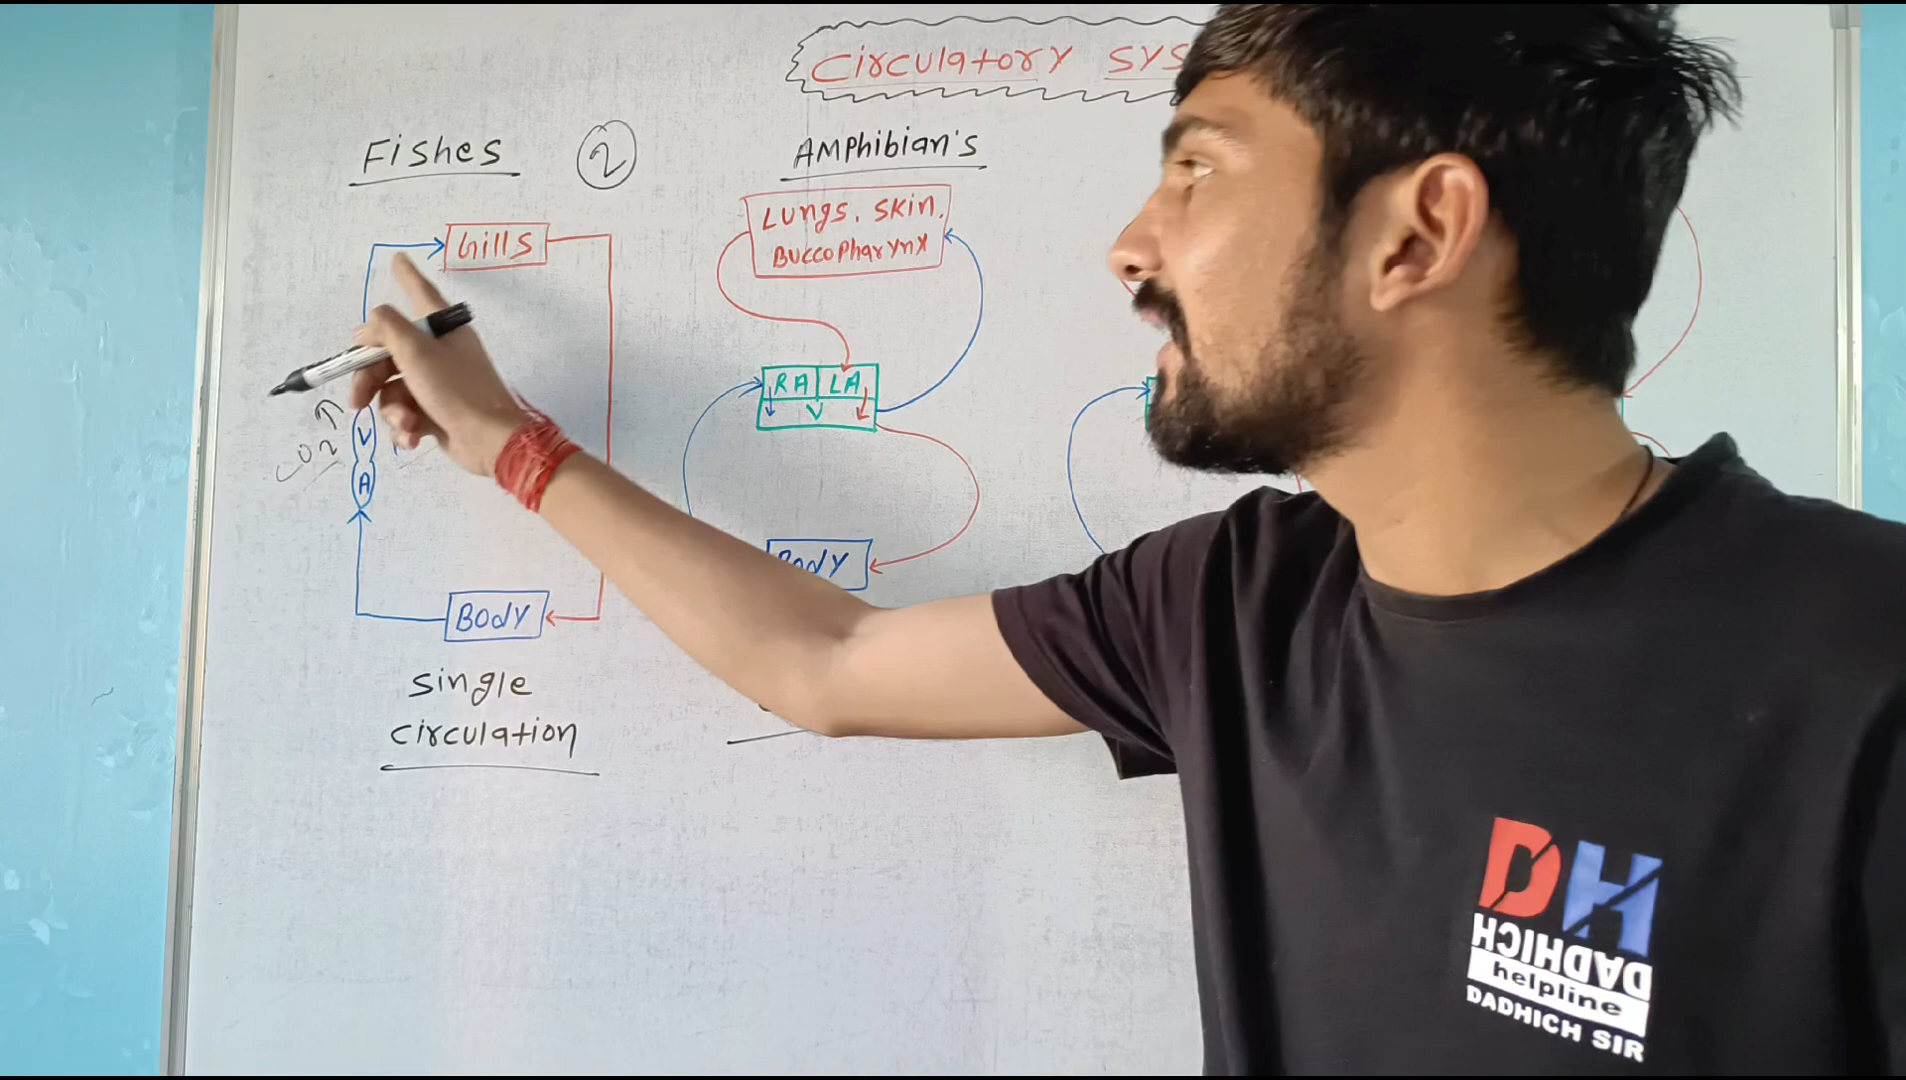 Circulatory SYS
Fishes
2
Gills
CO2
V
A
Body
Single
circulation
AMPhibian's
Lungs. Skin.
BuccoPharynx
RA LA
V
Body
DH
DADHICH
helpline
DADHICH SIR